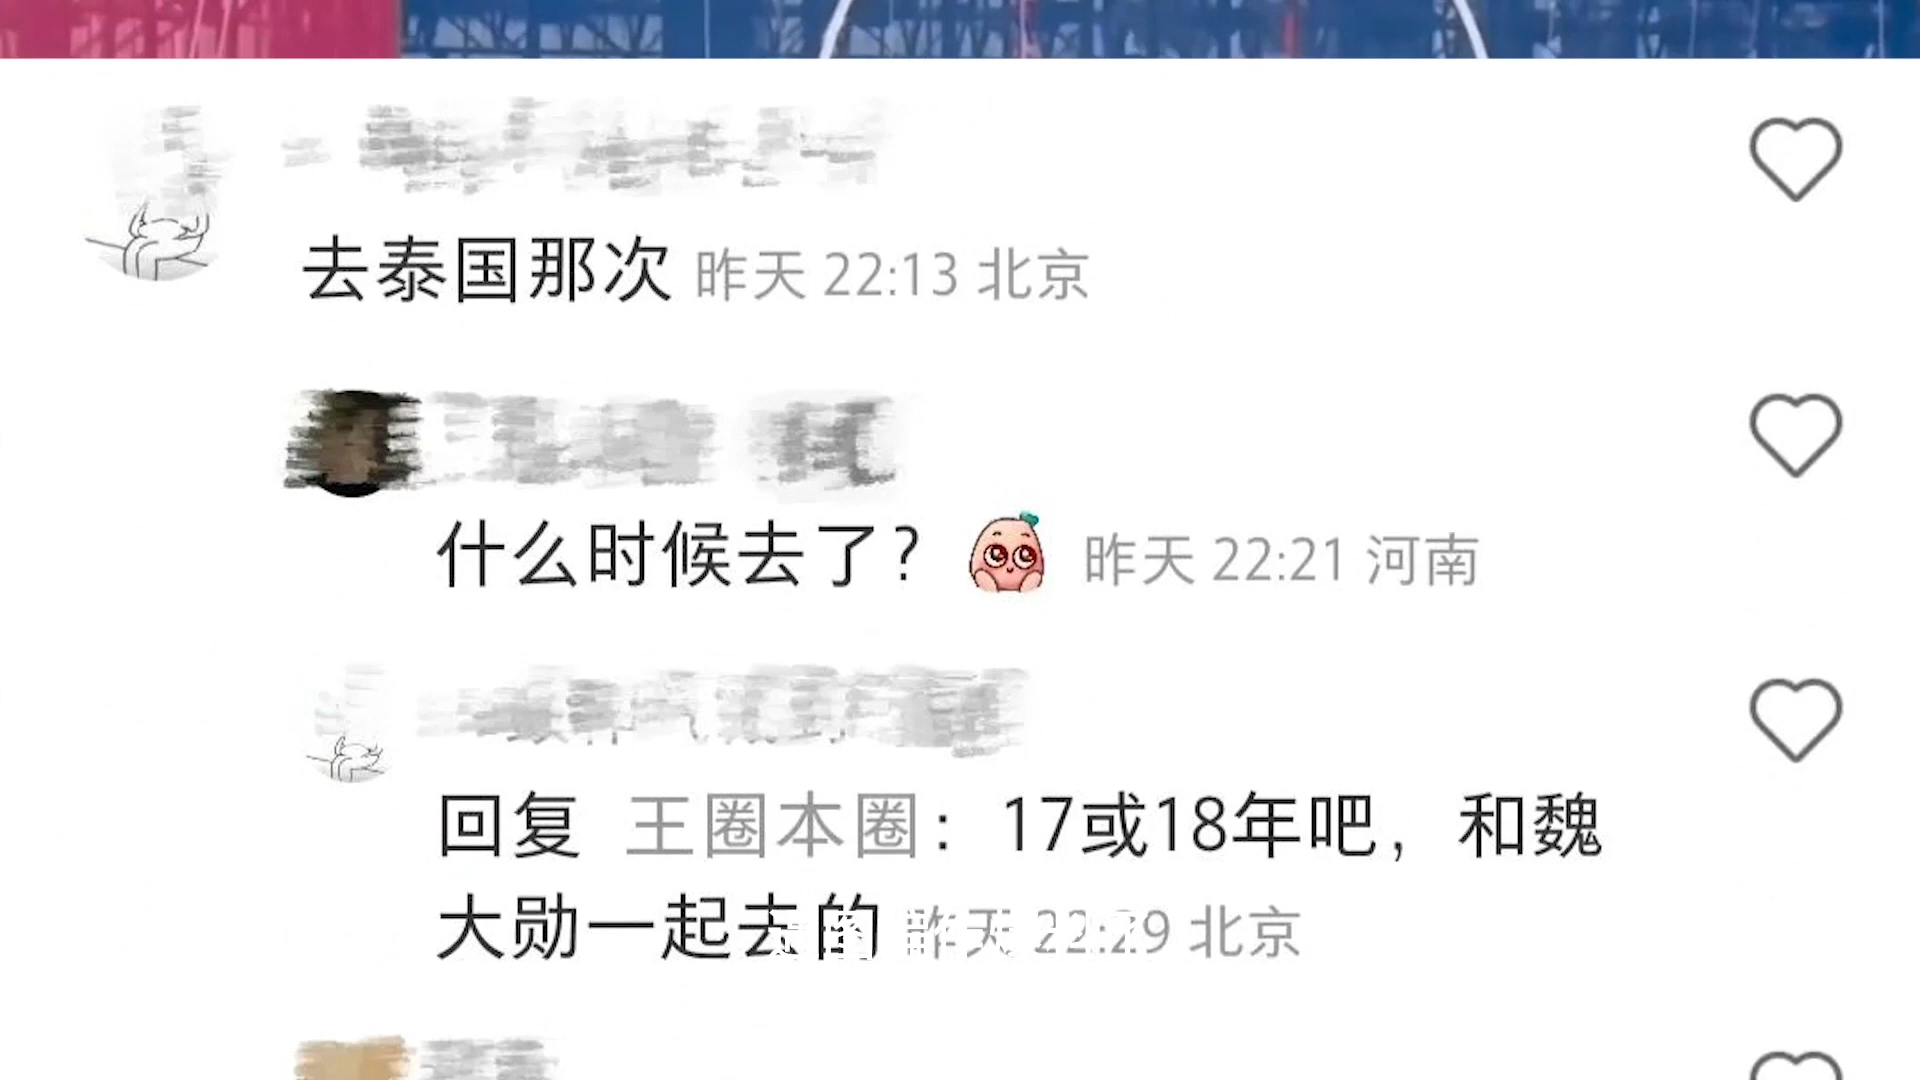 去泰国那次 昨天 22:13 北京
什么时候去了? 昨天 22:21 河南
回复 王圈本圈: 17或18年吧, 和魏
大勋一起去的 昨天 22:29 北京